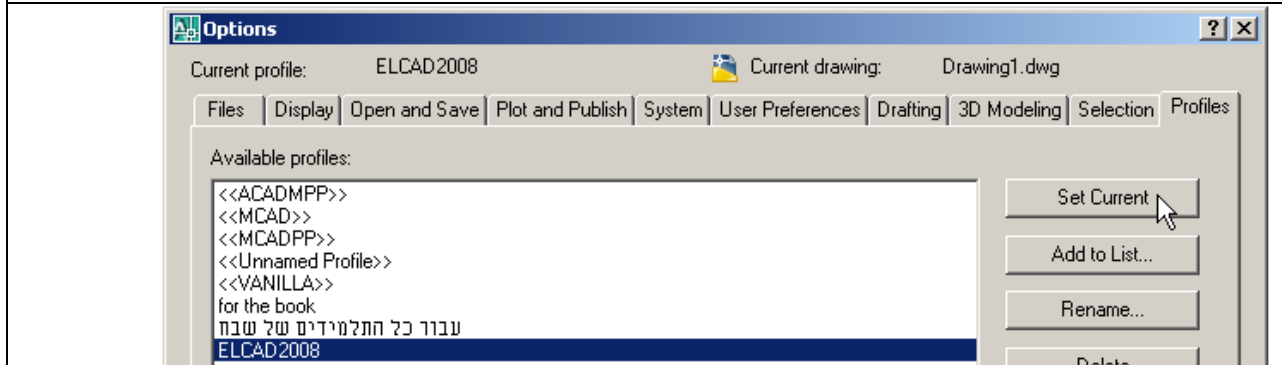 Options
Current profile: ELCAD2008 Current drawing: Drawing1.dwg
Files Display Open and Save Plot and Publish System User Preferences Drafting 3D Modeling Selection Profiles
Available profiles:
<<ACADMPP>>
<<MCAD>>
<<MCADPP>>
<<Unnamed Profile>>
<<VANILLA>>
for the book
עבור כל התלמידים של שבח
ELCAD2008
Set Current
Add to List...
Rename...
Delete